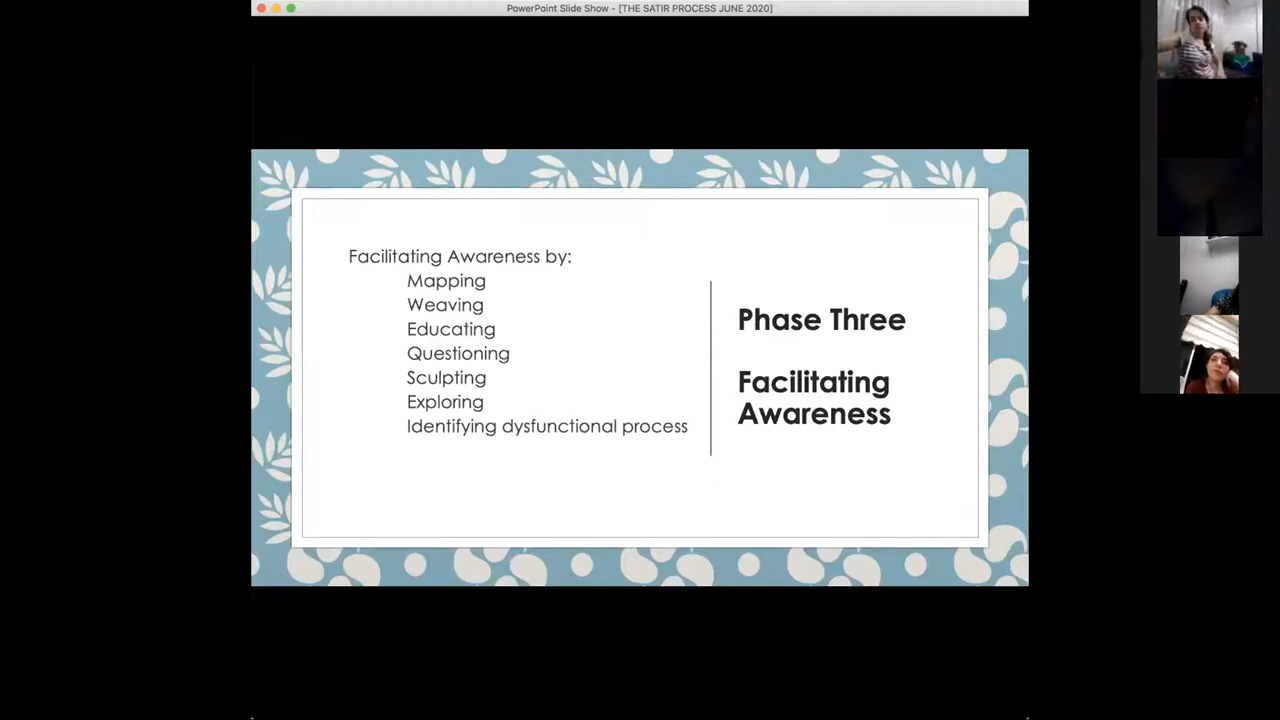 PowerPoint Slide Show - [THE SATIR PROCESS JUNE 2020]
Facilitating Awareness by:
Mapping
Weaving
Educating
Questioning
Sculpting
Exploring
Identifying dysfunctional process
Phase Three
Facilitating
Awareness